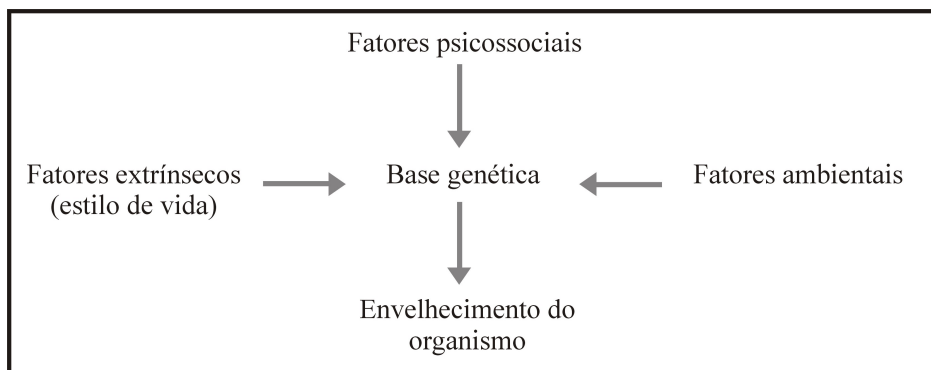 Fatores psicossociais
Fatores extrínsecos
(estilo de vida)
Base genética
Fatores ambientais
Envelhecimento do
organismo